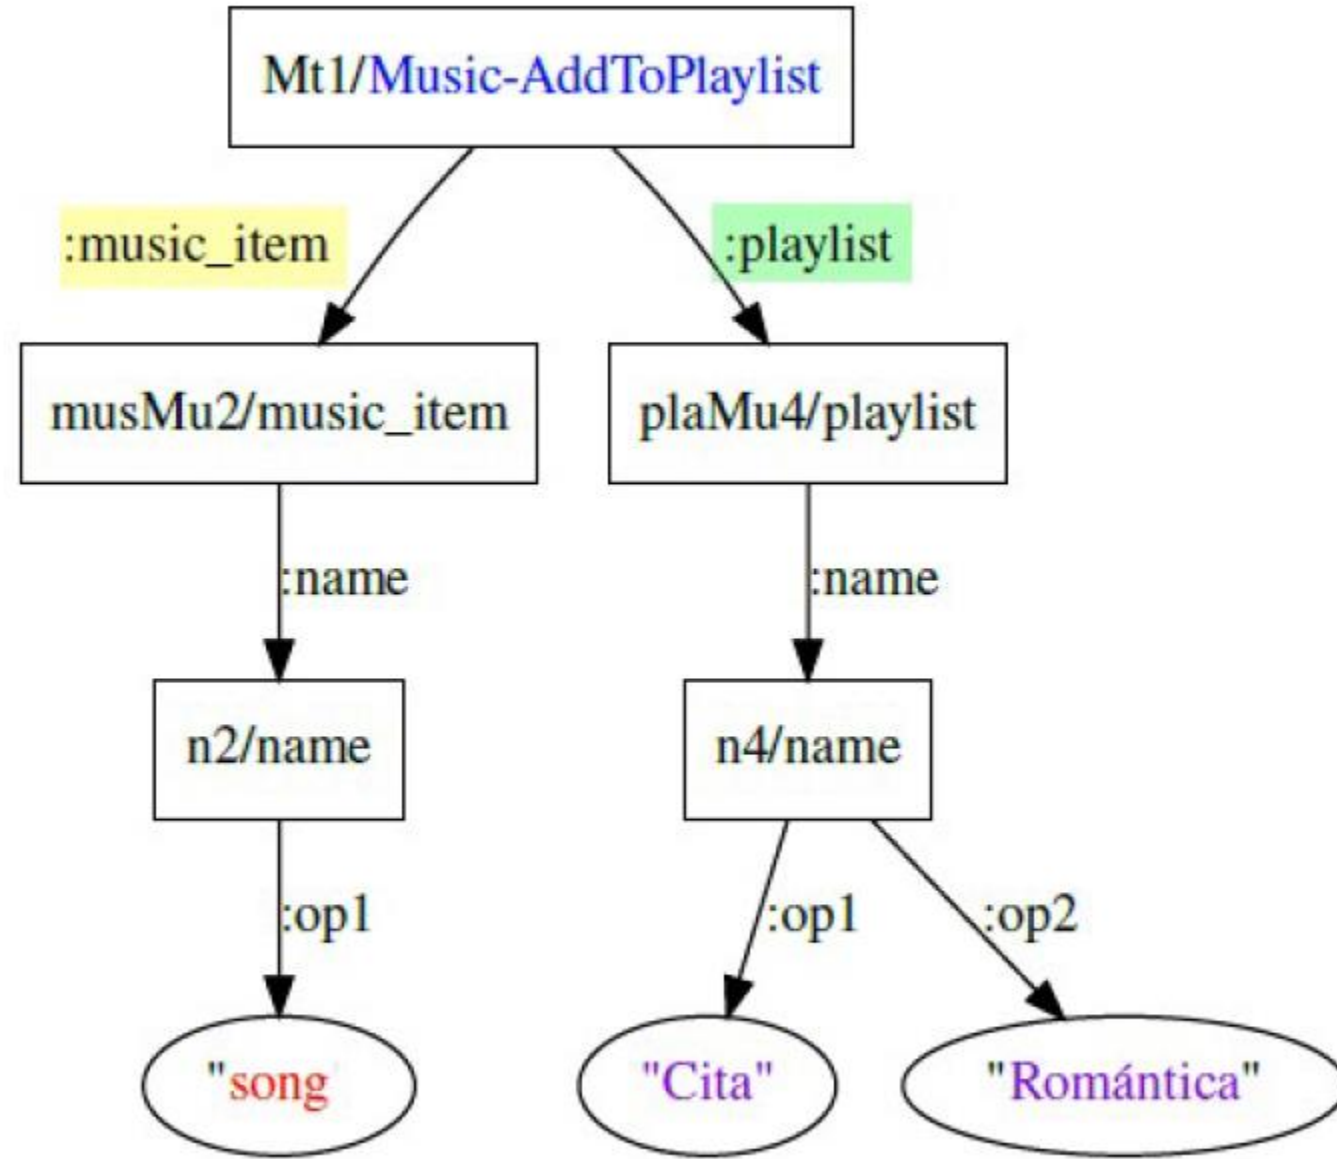 Mt1/Music-AddToPlaylist
:music_item
:playlist
musMu2/music_item
plaMu4/playlist
:name
:name
n2/name
n4/name
:op1
:op1
:op2
"song
"Cita"
"Romántica"